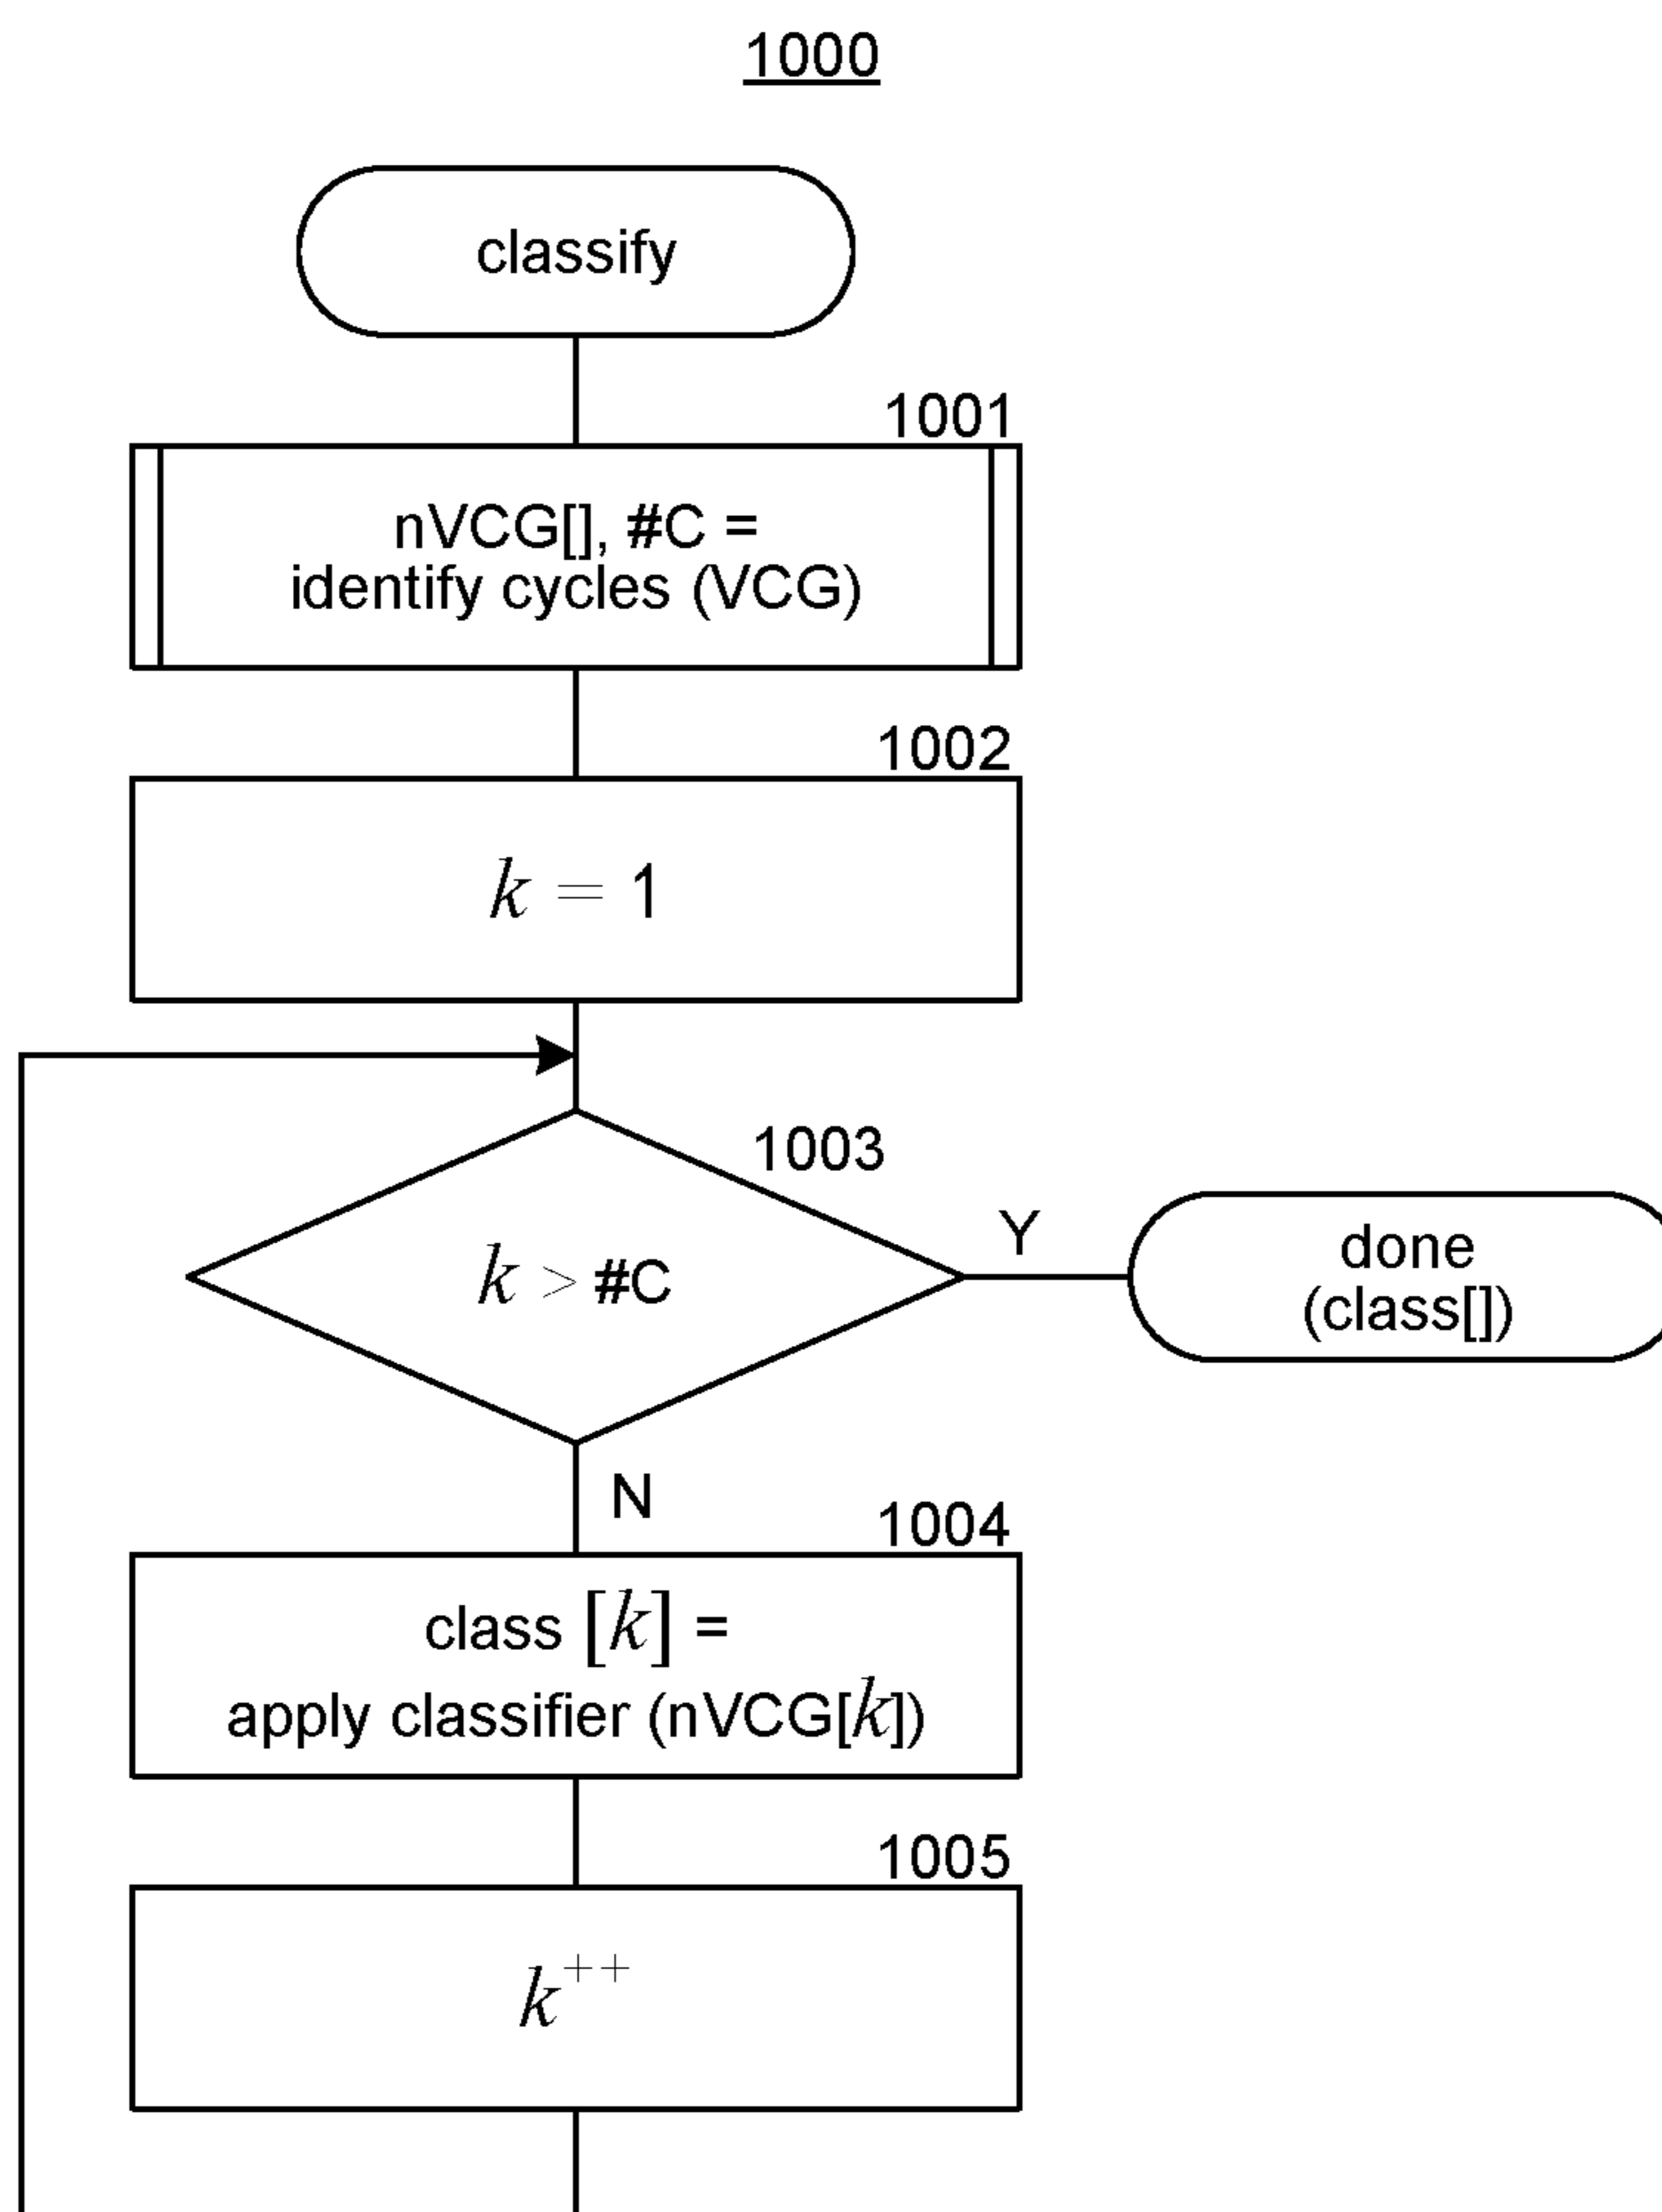 1000
classify
1001
nVCG[], #C =
identify cycles (VCG)
1002
k = 1
1003
k > #C
Y
done
(class[])
N
1004
class [k] =
apply classifier (nVCG[k])
1005
k++